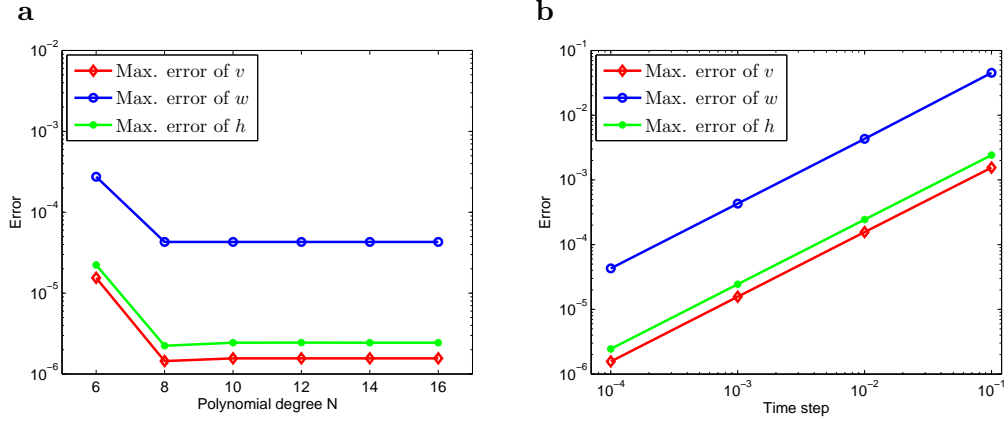 a
10^{-2}
10^{-3}
10^{-4}
10^{-5}
10^{-6}
Error
Max. error of v
Max. error of w
Max. error of h
6 8 10 12 14 16
Polynomial degree N
b
10^{-1}
10^{-2}
10^{-3}
10^{-4}
10^{-5}
10^{-6}
Error
Max. error of v
Max. error of w
Max. error of h
10^{-4} 10^{-3} 10^{-2} 10^{-1}
Time step